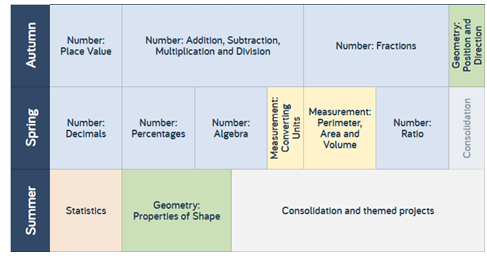 Autumn
Number:
Place Value
Number: Addition, Subtraction,
Multiplication and Division
Number: Fractions
Geometry:
Position and
Direction
Spring
Number:
Decimals
Number:
Percentages
Number:
Algebra
Measurement:
Converting
Units
Measurement:
Perimeter,
Area and
Volume
Number:
Ratio
Consolidation
Summer
Statistics
Geometry:
Properties of Shape
Consolidation and themed projects